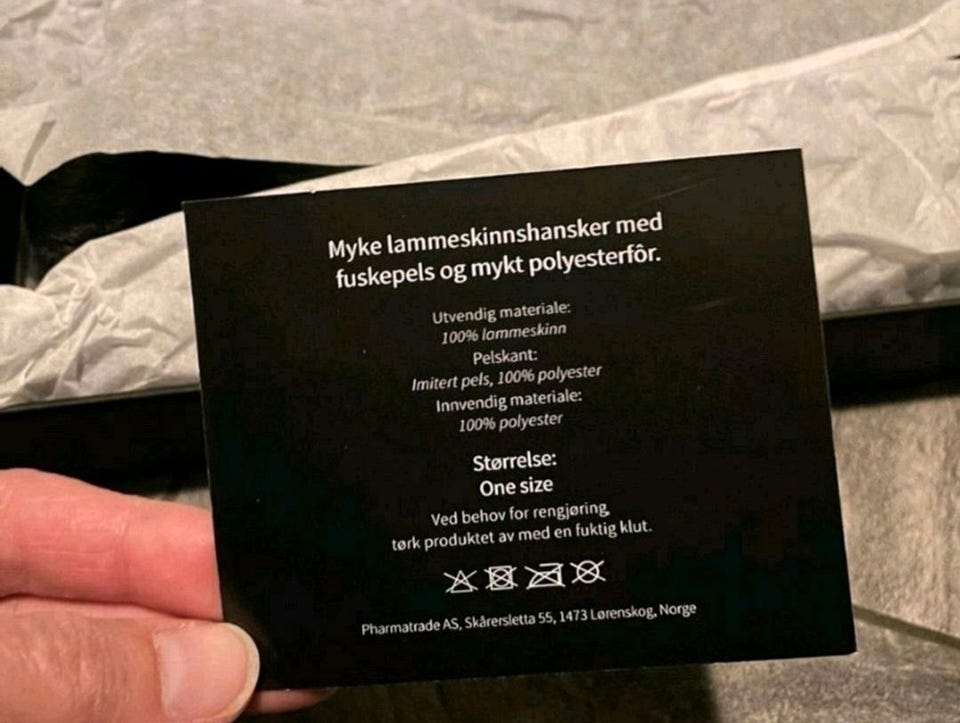 Myke lammeskinnshansker med
fuskepels og mykt polyesterfôr.
Utvendig materiale:
100% lammeskinn
Pelskant:
Imitert pels, 100% polyester
Innvendig materiale:
100% polyester
Størrelse:
One size
Ved behov for rengjøring,
tørk produktet av med en fuktig klut.
Pharmatrade AS, Skårersletta 55, 1473 Lørenskog, Norge